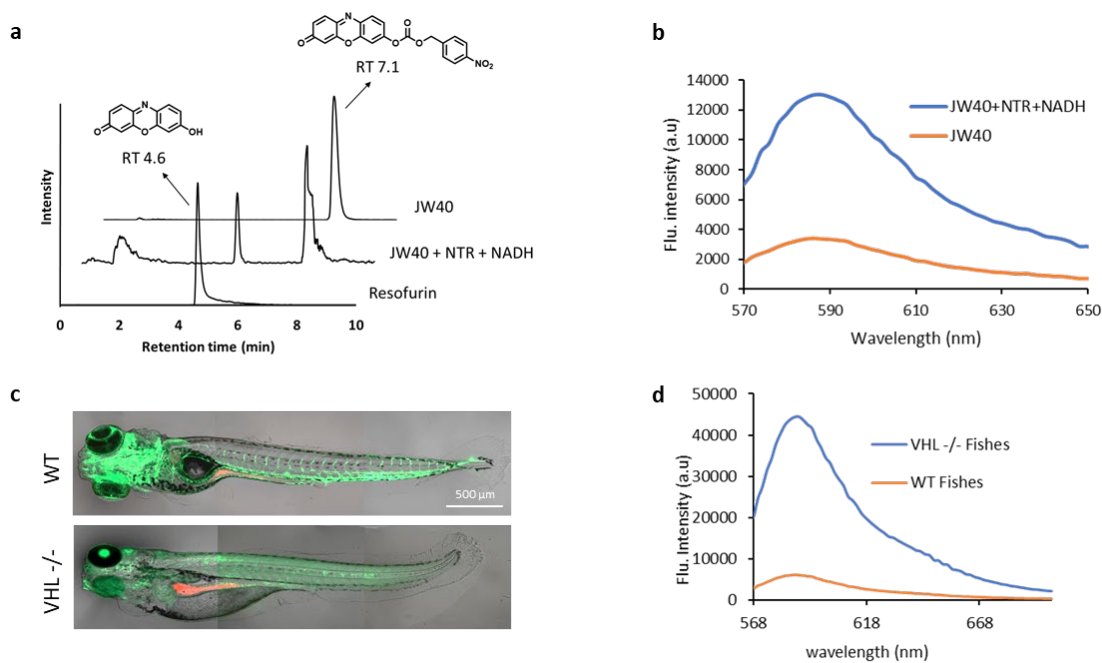 a
N
O
O
O
O
O
NO₂
RT 7.1
N
O
O
OH
RT 4.6
Intensity
JW40
JW40 + NTR + NADH
Resofurin
0 2 4 6 8 10
Retention time (min)
b
14000
12000
10000
8000
6000
4000
2000
0
Flu. intensity (a.u)
JW40+NTR+NADH
JW40
570 590 610 630 650
Wavelength (nm)
c
WT
500 µm
VHL -/-
d
50000
40000
30000
20000
10000
0
Flu. Intensity (a.u)
VHL -/- Fishes
WT Fishes
568 618 668
wavelength (nm)